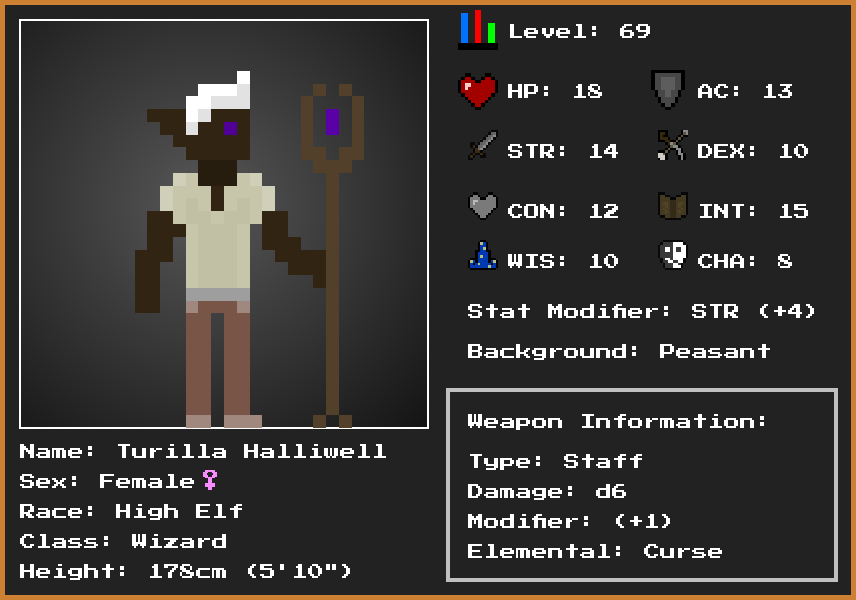 Level: 69
HP: 18
AC: 13
STR: 14
DEX: 10
CON: 12
INT: 15
WIS: 10
CHA: 8
Stat Modifier: STR (+4)
Background: Peasant
Name: Turilla Halliwell
Sex: Female♀
Race: High Elf
Class: Wizard
Height: 178cm (5'10")
Weapon Information:
Type: Staff
Damage: d6
Modifier: (+1)
Elemental: Curse